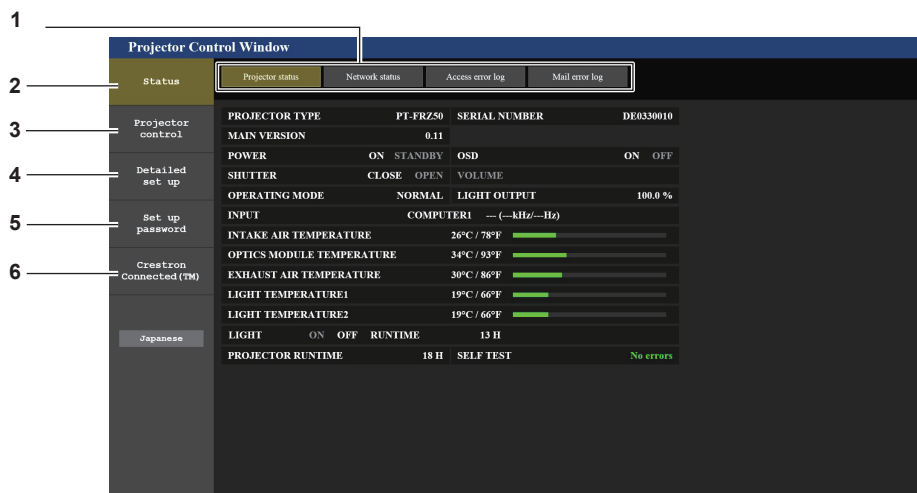 1
Projector Control Window
2
Status
Projector status
Network status
Access error log
Mail error log
3
Projector
control
4
Detailed
set up
5
Set up
password
6
Crestron
Connected(TM)
Japanese
PROJECTOR TYPE PT-FRZ50 SERIAL NUMBER DE0330010
MAIN VERSION 0.11
POWER ON STANDBY OSD ON OFF
SHUTTER CLOSE OPEN VOLUME
OPERATING MODE NORMAL LIGHT OUTPUT 100.0 %
INPUT COMPUTER1 --- (---kHz/---Hz)
INTAKE AIR TEMPERATURE 26°C / 78°F
OPTICS MODULE TEMPERATURE 34°C / 93°F
EXHAUST AIR TEMPERATURE 30°C / 86°F
LIGHT TEMPERATURE1 19°C / 66°F
LIGHT TEMPERATURE2 19°C / 66°F
LIGHT ON OFF RUNTIME 13 H
PROJECTOR RUNTIME 18 H SELF TEST No errors